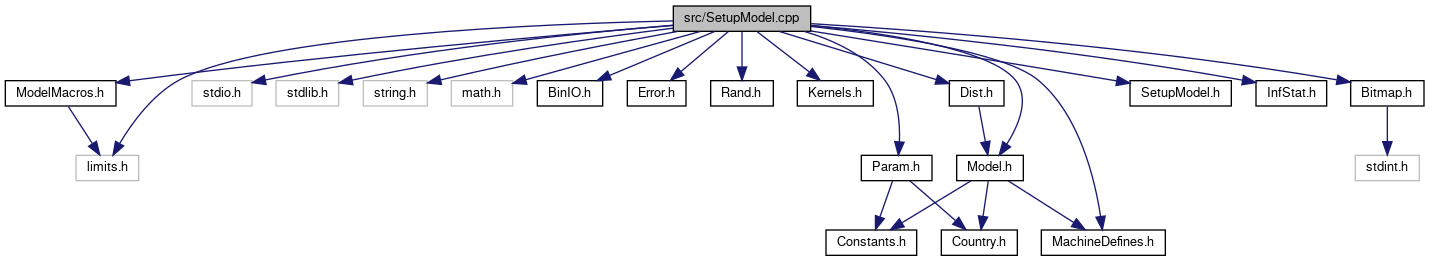 src/SetupModel.cpp
ModelMacros.h
stdio.h
stdlib.h
string.h
math.h
BinIO.h
Error.h
Rand.h
Kernels.h
Dist.h
SetupModel.h
InfStat.h
Bitmap.h
limits.h
Param.h
Model.h
stdint.h
Constants.h
Country.h
MachineDefines.h